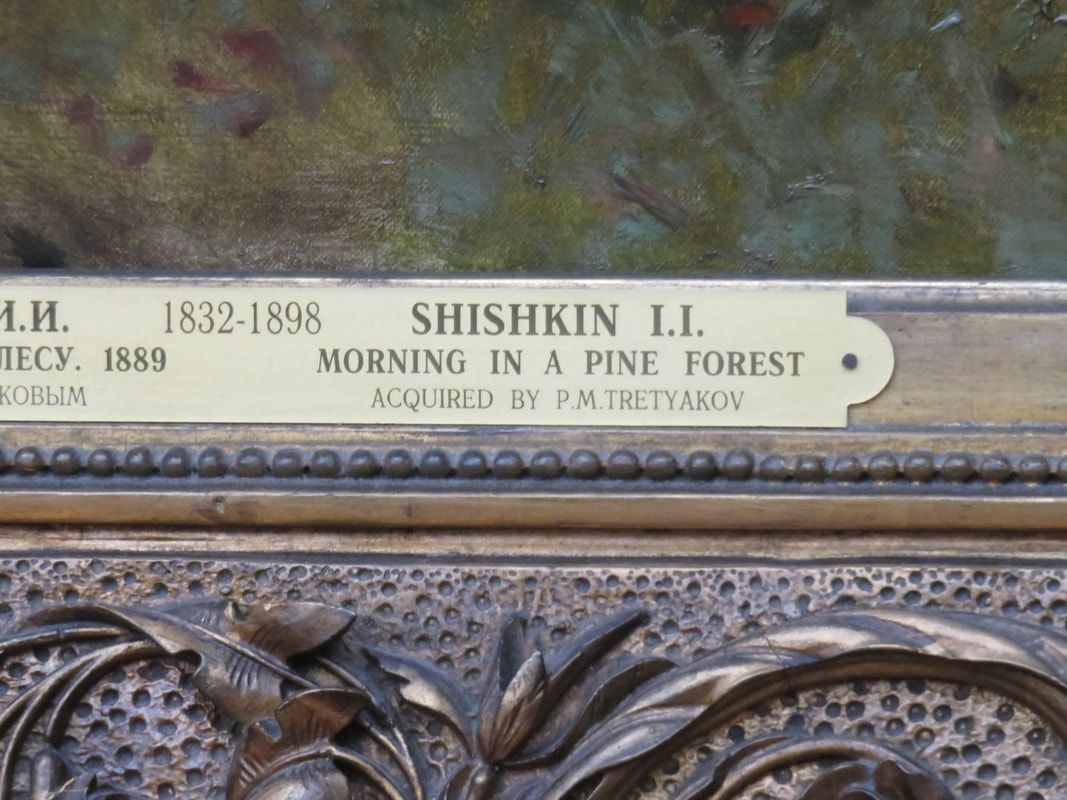 И.И. 1832-1898 SHISHKIN I.I.
ЛЕСУ. 1889 MORNING IN A PINE FOREST
КОВЫМ ACQUIRED BY P.M.TRETYAKOV